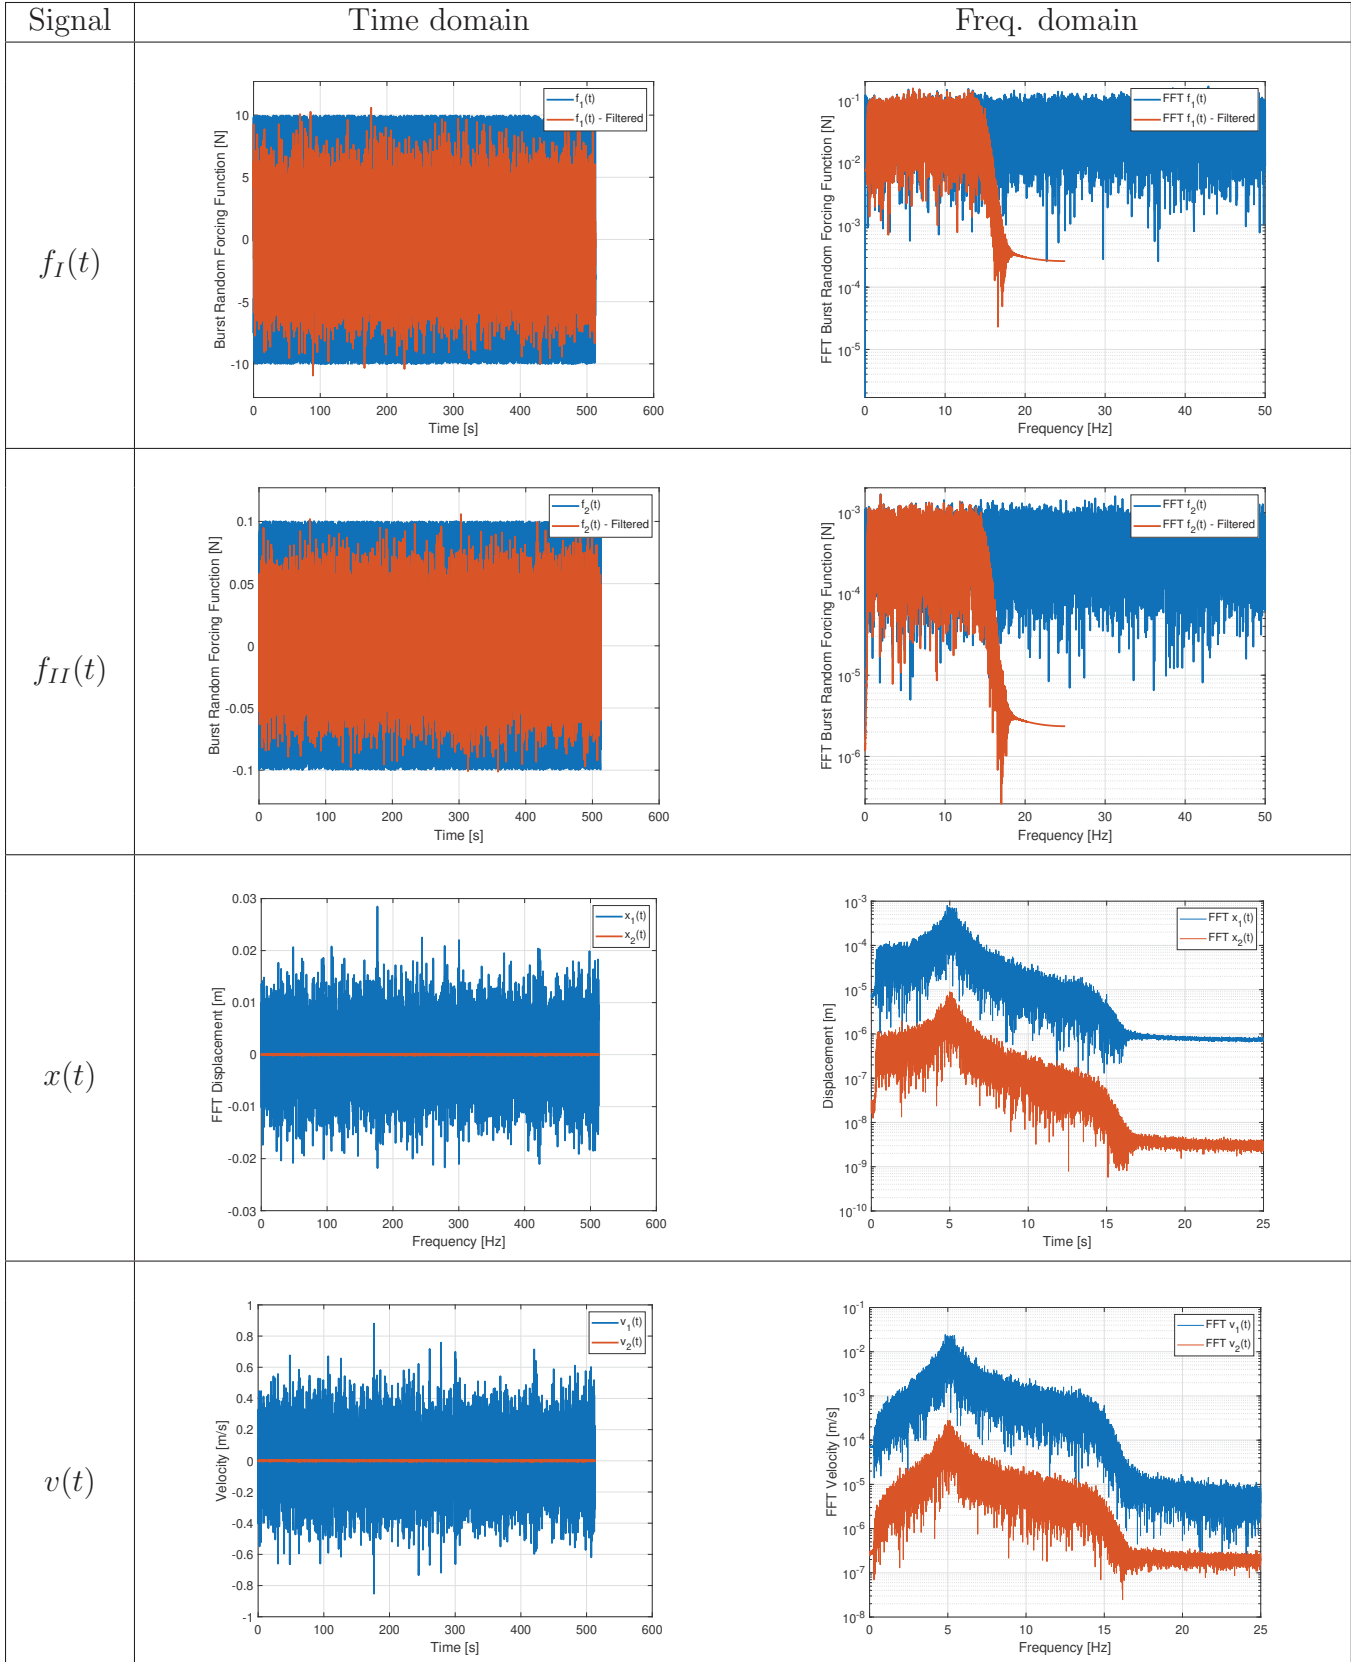 Signal Time domain Freq. domain
f_I(t)
Burst Random Forcing Function [N]
10
5
0
-5
-10
0 100 200 300 400 500 600
Time [s]
f_1(t)
f_1(t) - Filtered
FFT Burst Random Forcing Function [N]
10^-1
10^-2
10^-3
10^-4
10^-5
0 10 20 30 40 50
Frequency [Hz]
FFT f_1(t)
FFT f_1(t) - Filtered
f_II(t)
Burst Random Forcing Function [N]
0.1
0.05
0
-0.05
-0.1
0 100 200 300 400 500 600
Time [s]
f_2(t)
f_2(t) - Filtered
FFT Burst Random Forcing Function [N]
10^-3
10^-4
10^-5
10^-6
0 10 20 30 40 50
Frequency [Hz]
FFT f_2(t)
FFT f_2(t) - Filtered
x(t)
FFT Displacement [m]
0.03
0.02
0.01
0
-0.01
-0.02
-0.03
0 100 200 300 400 500 600
Frequency [Hz]
x_1(t)
x_2(t)
Displacement [m]
10^-3
10^-4
10^-5
10^-6
10^-7
10^-8
10^-9
10^-10
0 5 10 15 20 25
Time [s]
FFT x_1(t)
FFT x_2(t)
v(t)
Velocity [m/s]
1
0.8
0.6
0.4
0.2
0
-0.2
-0.4
-0.6
-0.8
-1
0 100 200 300 400 500 600
Time [s]
v_1(t)
v_2(t)
FFT Velocity [m/s]
10^-1
10^-2
10^-3
10^-4
10^-5
10^-6
10^-7
10^-8
0 5 10 15 20 25
Frequency [Hz]
FFT v_1(t)
FFT v_2(t)